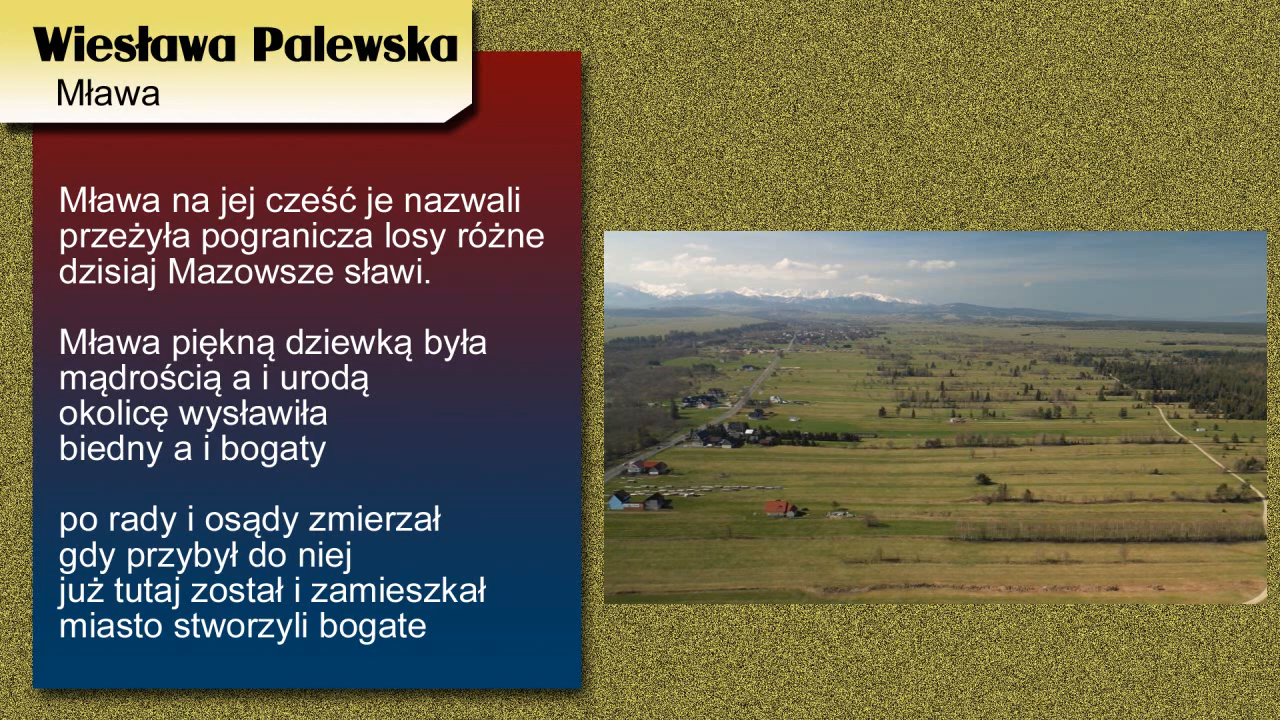 Wiesława Palewska
Mława
Mława na jej cześć je nazwali
przeżyła pogranicza losy różne
dzisiaj Mazowsze sławi.
Mława piękną dziewką była
mądrością a i urodą
okolicę wysławiła
biedny a i bogaty
po rady i osądy zmierzał
gdy przybył do niej
już tutaj został i zamieszkał
miasto stworzyli bogate